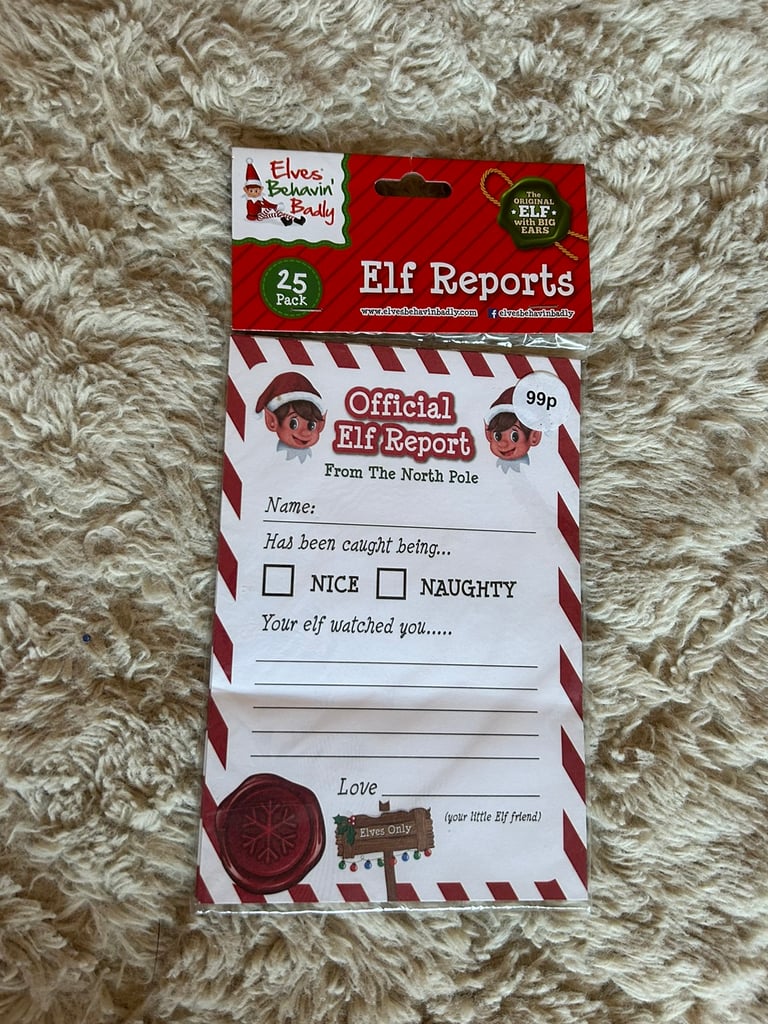 Elves
Behavin'
Badly
The
ORIGINAL
ELF
with BIG
EARS
25
Pack
Elf Reports
www.elvesbehavinbadly.com
f elvesbehavinbadly
Official
Elf Report
99p
From The North Pole
Name:
Has been caught being...
NICE NAUGHTY
Your elf watched you.....
Love
(your little Elf friend)
Elves Only